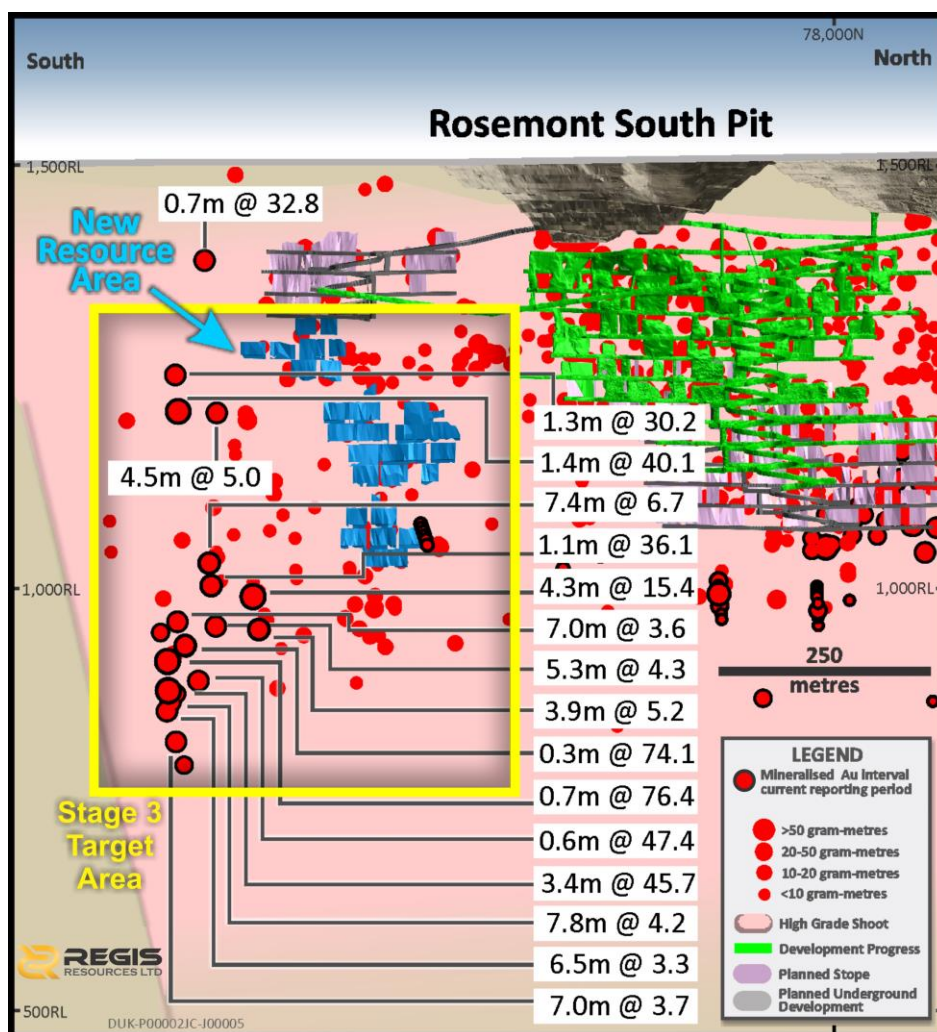 78,000N
South
North
Rosemont South Pit
1,500RL
1,500RL
0.7m @ 32.8
New
Resource
Area
1.3m @ 30.2
1.4m @ 40.1
4.5m @ 5.0
7.4m @ 6.7
1.1m @ 36.1
4.3m @ 15.4
1,000RL
1,000RL
7.0m @ 3.6
5.3m @ 4.3
3.9m @ 5.2
0.3m @ 74.1
0.7m @ 76.4
0.6m @ 47.4
3.4m @ 45.7
7.8m @ 4.2
6.5m @ 3.3
7.0m @ 3.7
250
metres
Stage 3
Target
Area
LEGEND
Mineralised Au interval
current reporting period
>50 gram-metres
20-50 gram-metres
10-20 gram-metres
<10 gram-metres
High Grade Shoot
Development Progress
Planned Stope
Planned Underground
Development
REGIS
RESOURCES LTD
500RL
500RL
DUK-P00002JC-J00005